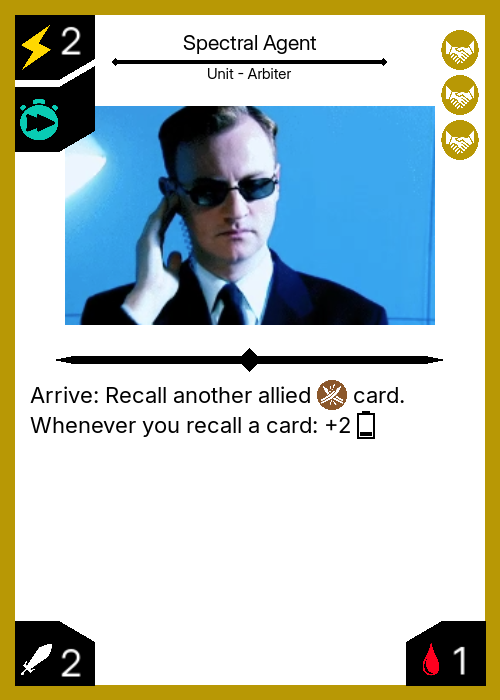 2
Spectral Agent
Unit - Arbiter
Arrive: Recall another allied card.
Whenever you recall a card: +2
2
1